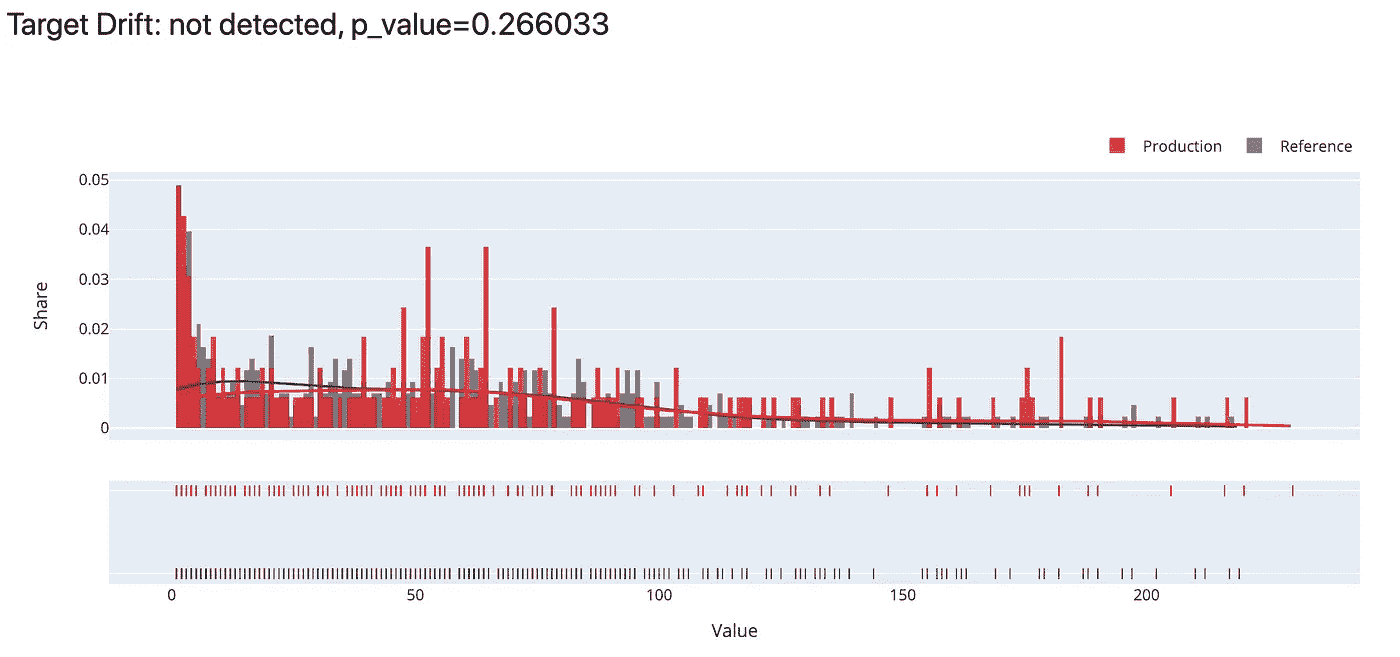 Target Drift: not detected, p_value=0.266033
Production Reference
0.05
0.04
0.03
0.02
0.01
0
Share
0 50 100 150 200
Value